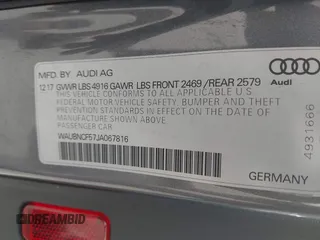 MFD. BY AUDI AG
12 17 GVWR LBS 4916 GAWR LBS FRONT 2469 / REAR 2579
THIS VEHICLE CONFORMS TO ALL APPLICABLE U.S.
FEDERAL MOTOR VEHICLE SAFETY, BUMPER AND THEFT
PREVENTION STANDARDS IN EFFECT ON THE DATE OF
MANUFACTURE SHOWN ABOVE.
PASSENGER CAR
WAUBNCF57JA067816
Audi
4931666
GERMANY
DREAMBID